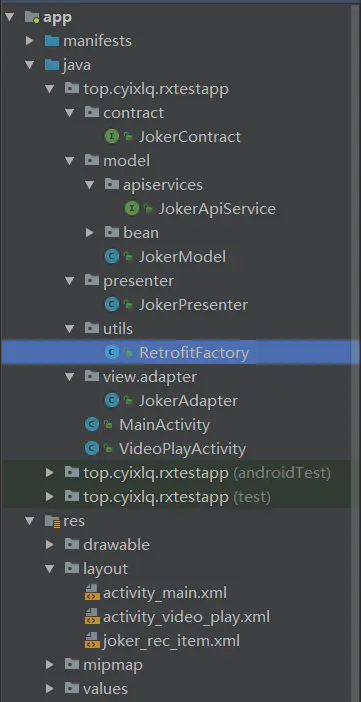 app
manifests
java
top.cyixlq.rxtestapp
contract
JokerContract
model
apiservices
JokerApiService
bean
JokerModel
presenter
JokerPresenter
utils
RetrofitFactory
view.adapter
JokerAdapter
MainActivity
VideoPlayActivity
top.cyixlq.rxtestapp (androidTest)
top.cyixlq.rxtestapp (test)
res
drawable
layout
activity_main.xml
activity_video_play.xml
joker_rec_item.xml
mipmap
values